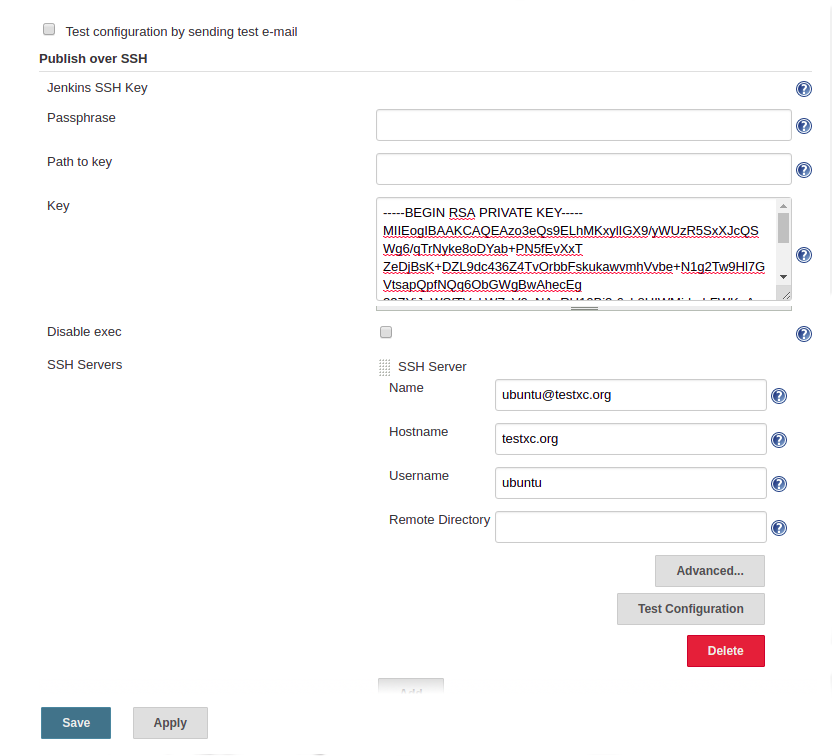 Test configuration by sending test e-mail
Publish over SSH
Jenkins SSH Key
Passphrase
Path to key
Key
-----BEGIN RSA PRIVATE KEY-----
MIIEogIBAAKCAQEAzo3eQs9ELhMKxylIGX9/yWUzR5SxXJcQS
Wg6/qTrNyke8oDYab+PN5fEvXxT
ZeDjBsK+DZL9dc436Z4TvOrbbFskukawvmhVvbe+N1g2Tw9Hl7G
VtsapQpfNQq6ObGWgBwAhecEg
Disable exec
SSH Servers
SSH Server
Name
ubuntu@testxc.org
Hostname
testxc.org
Username
ubuntu
Remote Directory
Advanced...
Test Configuration
Delete
Save
Apply